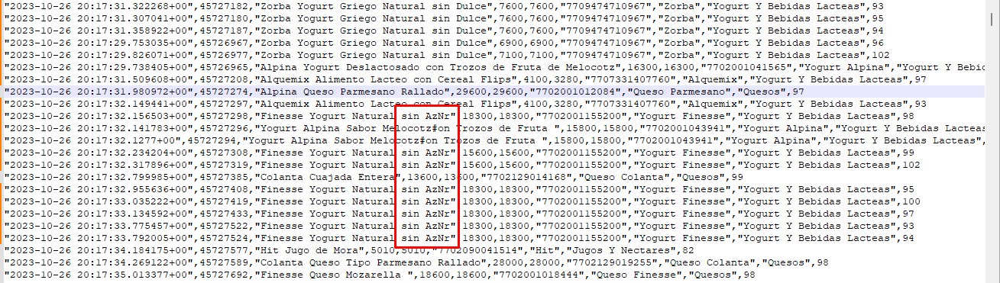 "2023-10-26 20:17:31.322268+00",45727182,"Zorba Yogurt Griego Natural sin Dulce",7600,7600,"7709474710967","Zorba","Yogurt Y Bebidas Lacteas",93
"2023-10-26 20:17:31.307041+00",45727180,"Zorba Yogurt Griego Natural sin Dulce",7600,7600,"7709474710967","Zorba","Yogurt Y Bebidas Lacteas",95
"2023-10-26 20:17:31.358922+00",45727187,"Zorba Yogurt Griego Natural sin Dulce",7600,7600,"7709474710967","Zorba","Yogurt Y Bebidas Lacteas",94
"2023-10-26 20:17:29.753035+00",45726967,"Zorba Yogurt Griego Natural sin Dulce",6900,6900,"7709474710967","Zorba","Yogurt Y Bebidas Lacteas",96
"2023-10-26 20:17:29.826071+00",45726977,"Zorba Yogurt Griego Natural sin Dulce",7100,7100,"7709474710967","Zorba","Yogurt Y Bebidas Lacteas",102
"2023-10-26 20:17:29.738405+00",45726965,"Alpina Yogurt Deslactosado con Trozos de Fruta de Melocotz",16300,16300,"7702001041565","Yogurt Alpina","Yogurt Y Beb
"2023-10-26 20:17:31.509608+00",45727208,"Alquemix Alimento Lacteo con Cereal Flips",4100,3280,"7707331407760","Alquemix","Yogurt Y Bebidas Lacteas",97
"2023-10-26 20:17:31.980972+00",45727274,"Alpina Queso Parmesano Rallado",29600,29600,"7702001012084","Queso Parmesano","Quesos",97
"2023-10-26 20:17:32.149441+00",45727297,"Alquemix Alimento Lacteo con Cereal Flips",4100,3280,"7707331407760","Alquemix","Yogurt Y Bebidas Lacteas",93
"2023-10-26 20:17:32.156503+00",45727298,"Finesse Yogurt Natural sin AzNr" 18300,18300,"7702001155200","Yogurt Finesse","Yogurt Y Bebidas Lacteas",98
"2023-10-26 20:17:32.141783+00",45727296,"Yogurt Alpina Sabor Melocotz#on Trozos de Fruta ",15800,15800,"7702001043941","Yogurt Alpina","Yogurt Y Bebidas Lacteas
"2023-10-26 20:17:32.1277+00",45727294,"Yogurt Alpina Sabor Melocotz#on Trozos de Fruta ",15800,15800,"7702001043941","Yogurt Alpina","Yogurt Y Bebidas Lacteas",
"2023-10-26 20:17:32.234204+00",45727308,"Finesse Yogurt Natural sin AzNr" 15600,15600,"7702001155200","Yogurt Finesse","Yogurt Y Bebidas Lacteas",99
"2023-10-26 20:17:32.317896+00",45727319,"Finesse Yogurt Natural sin AzNr" 15600,15600,"7702001155200","Yogurt Finesse","Yogurt Y Bebidas Lacteas",102
"2023-10-26 20:17:32.799985+00",45727385,"Colanta Cuajada Entera",13600,13600,"7702129014168","Queso Colanta","Quesos",99
"2023-10-26 20:17:32.955636+00",45727408,"Finesse Yogurt Natural sin AzNr" 18300,18300,"7702001155200","Yogurt Finesse","Yogurt Y Bebidas Lacteas",95
"2023-10-26 20:17:33.035222+00",45727419,"Finesse Yogurt Natural sin AzNr" 18300,18300,"7702001155200","Yogurt Finesse","Yogurt Y Bebidas Lacteas",100
"2023-10-26 20:17:33.134592+00",45727433,"Finesse Yogurt Natural sin AzNr" 18300,18300,"7702001155200","Yogurt Finesse","Yogurt Y Bebidas Lacteas",97
"2023-10-26 20:17:33.775457+00",45727522,"Finesse Yogurt Natural sin AzNr" 18300,18300,"7702001155200","Yogurt Finesse","Yogurt Y Bebidas Lacteas",93
"2023-10-26 20:17:33.792005+00",45727524,"Finesse Yogurt Natural sin AzNr" 18300,18300,"7702001155200","Yogurt Finesse","Yogurt Y Bebidas Lacteas",94
"2023-10-26 20:17:34.184175+00",45727577,"Hit Jugo de Mora",5010,5010,"7702090041514","Hit","Jugos Y Nectares",82
"2023-10-26 20:17:34.269122+00",45727589,"Colanta Queso Tipo Parmesano Rallado",28000,28000,"7702129019255","Queso Colanta","Quesos",98
"2023-10-26 20:17:35.013377+00",45727692,"Finesse Queso Mozarella ",18600,18600,"7702001018444","Queso Finesse","Quesos",98